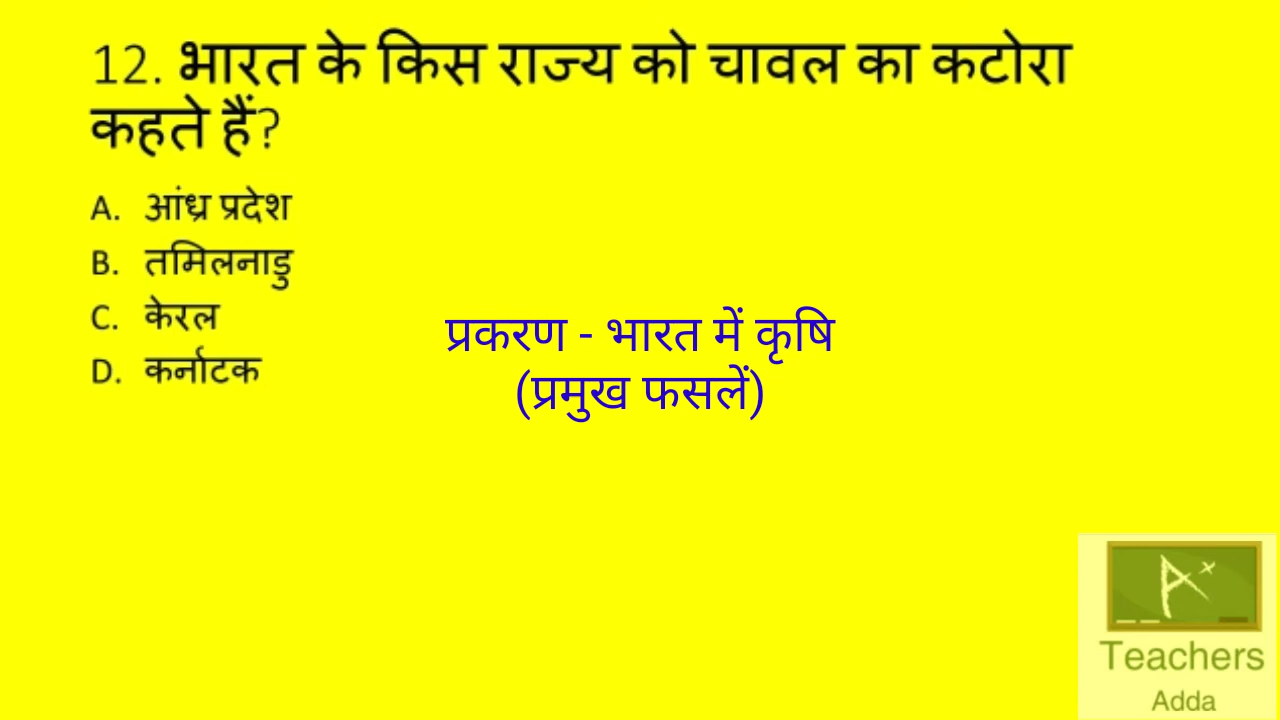 12. भारत के किस राज्य को चावल का कटोरा
कहते हैं?
A. आंध्र प्रदेश
B. तमिलनाडु
C. केरल
D. कर्नाटक
प्रकरण - भारत में कृषि
(प्रमुख फसलें)
A+
Teachers
Adda